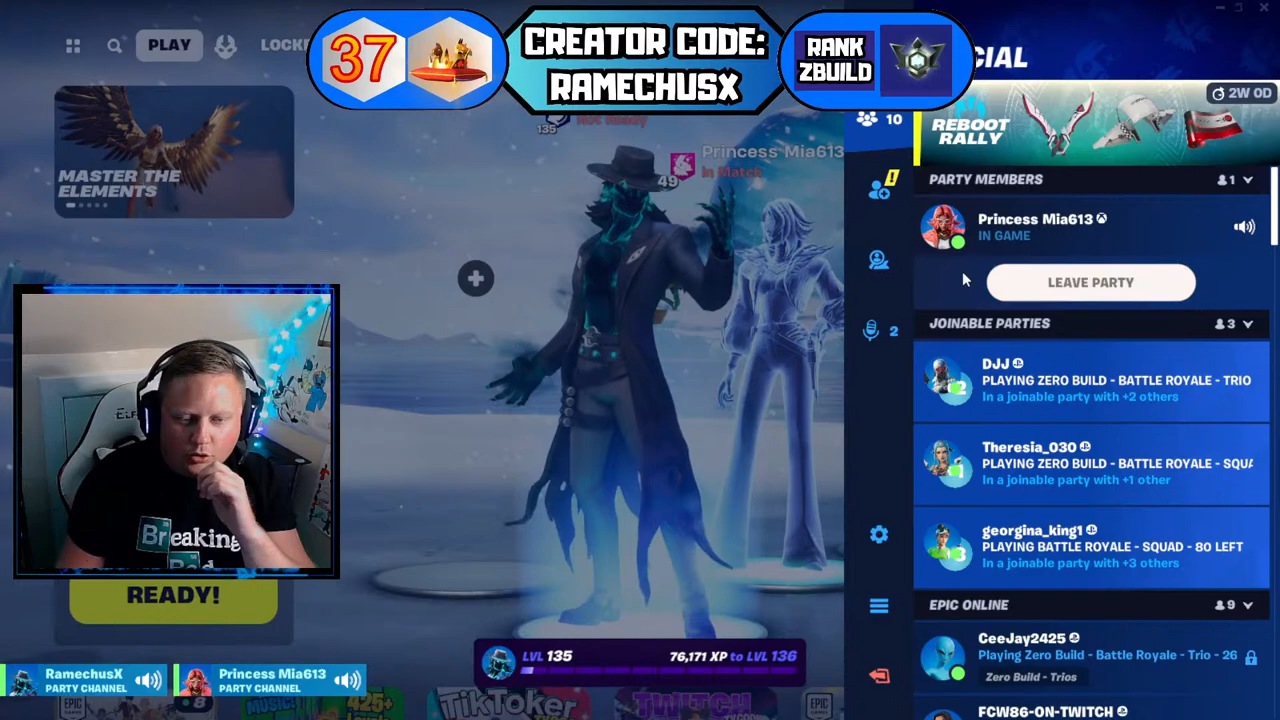 PLAY
37
CREATOR CODE:
RAMECHUSX
RANK
ZBUILD
2W 0D
REBOOT
RALLY
MASTER THE
ELEMENTS
135
Not Ready
49
Princess Mia613
In Match
10
PARTY MEMBERS
1
Princess Mia613
IN GAME
LEAVE PARTY
2
JOINABLE PARTIES
3
DJJ
PLAYING ZERO BUILD - BATTLE ROYALE - TRIO
In a joinable party with +2 others
Theresia_030
PLAYING ZERO BUILD - BATTLE ROYALE -
In a joinable party with +1 other
georgina_king1
PLAYING BATTLE ROYALE - SQUAD - 80 LEFT
In a joinable party with +3 others
EPIC ONLINE
9
CeeJay2425
Playing Zero Build - Battle Royale - Trio - 26
Zero Build - Trios
FCW86-ON-TWITCH
Breaking
READY!
LVL 135
76,171 XP to LVL 136
RamechusX
PARTY CHANNEL
Princess Mia613
PARTY CHANNEL
8
425+
EPIC